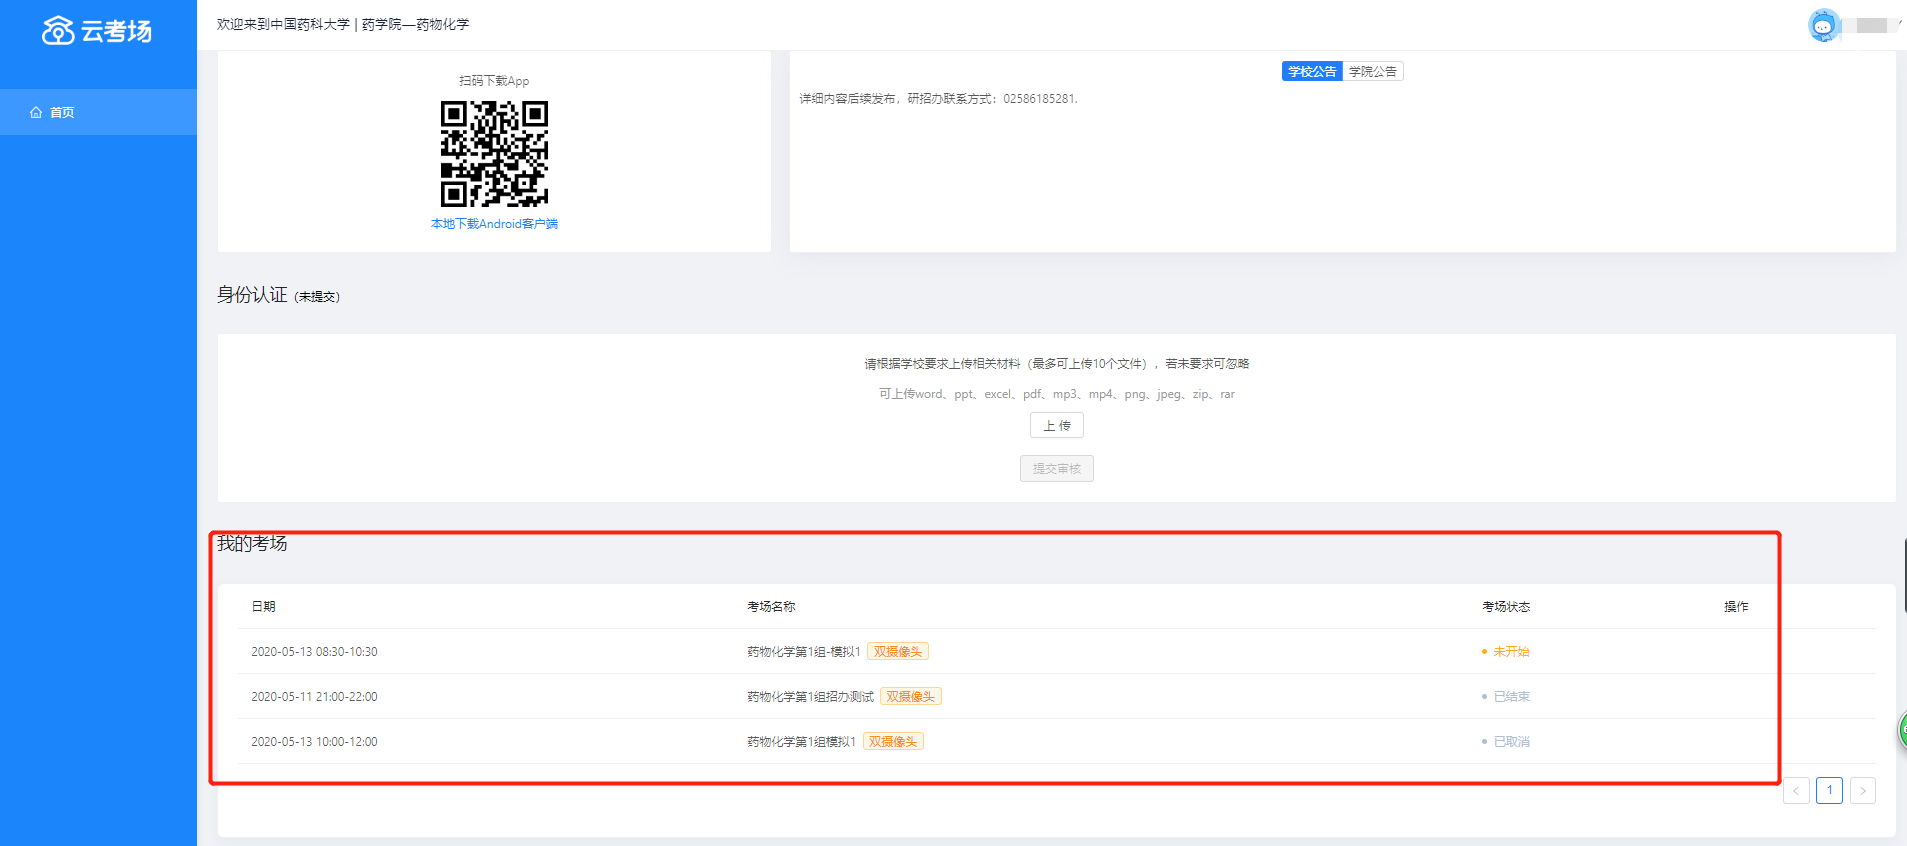 云考场
欢迎来到中国药科大学 | 药学院—药物化学
首页
扫码下载App
本地下载Android客户端
学校公告 学院公告
详细内容后续发布，研招办联系方式：02586185281.
身份认证 (未提交)
请根据学校要求上传相关材料（最多可上传10个文件），若未要求可忽略
可上传word、ppt、excel、pdf、mp3、mp4、png、jpeg、zip、rar
上 传
提交审核
我的考场
日期 考场名称 考场状态 操作
2020-05-13 08:30-10:30 药物化学第1组-模拟1 双摄像头 未开始
2020-05-11 21:00-22:00 药物化学第1组招办测试 双摄像头 已结束
2020-05-13 10:00-12:00 药物化学第1组模拟1 双摄像头 已取消
< 1 >